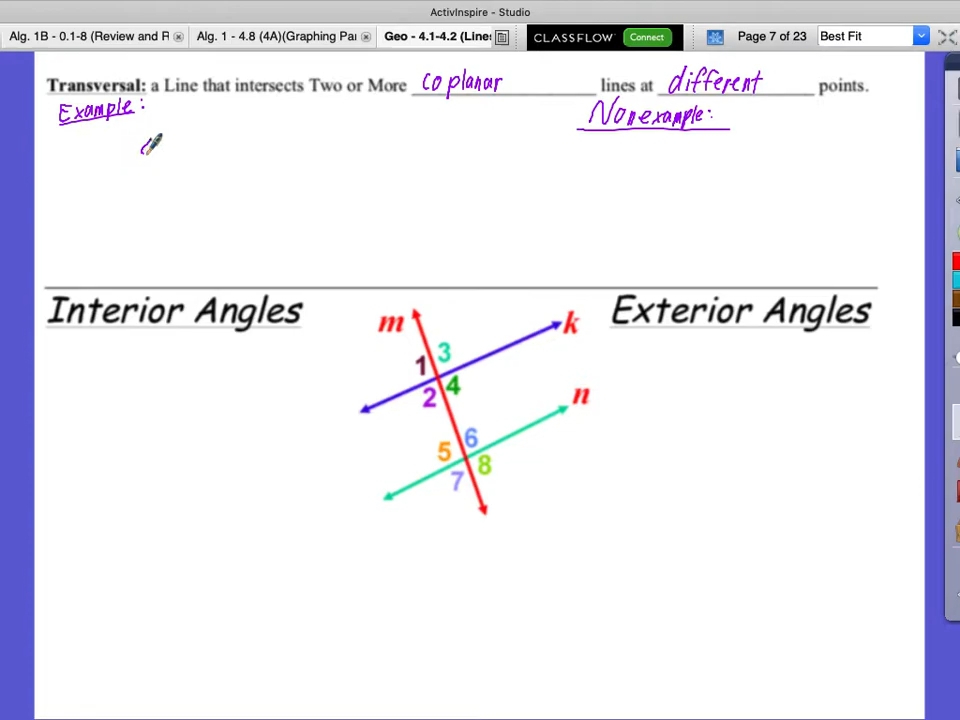 ActivInspire - Studio
Alg. 1B - 0.1-8 (Review and R
Alg. 1 - 4.8 (4A)(Graphing Par
Geo - 4.1-4.2 (Lines
CLASSFLOW Connect
Page 7 of 23
Best Fit
Transversal: a Line that intersects Two or More coplanar lines at different points.
Example: Nonexample:
Interior Angles
Exterior Angles
m
k
3
1
4
2
n
6
5
8
7